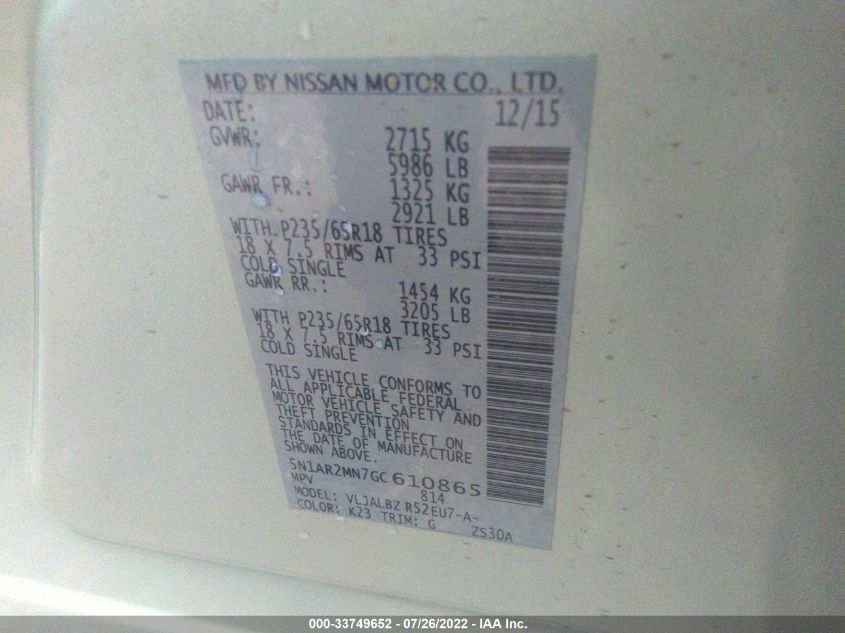 MFD BY NISSAN MOTOR CO., LTD.
DATE: 12/15
GVWR: 2715 KG
5986 LB
GAWR FR.: 1325 KG
2921 LB
WITH P235/65R18 TIRES
18 X 7.5 RIMS AT 33 PSI
COLD SINGLE
GAWR RR.: 1454 KG
3205 LB
WITH P235/65R18 TIRES
18 X 7.5 RIMS AT 33 PSI
COLD SINGLE
THIS VEHICLE CONFORMS TO
ALL APPLICABLE FEDERAL
MOTOR VEHICLE SAFETY AND
THEFT PREVENTION
STANDARDS IN EFFECT ON
THE DATE OF MANUFACTURE
SHOWN ABOVE.
5N1AR2MN7GC610865
MPV 814
MODEL: VLJALBZ R52EU7-A-
COLOR: K23 TRIM: G ZS30A
000-33749652 - 07/26/2022 - IAA Inc.